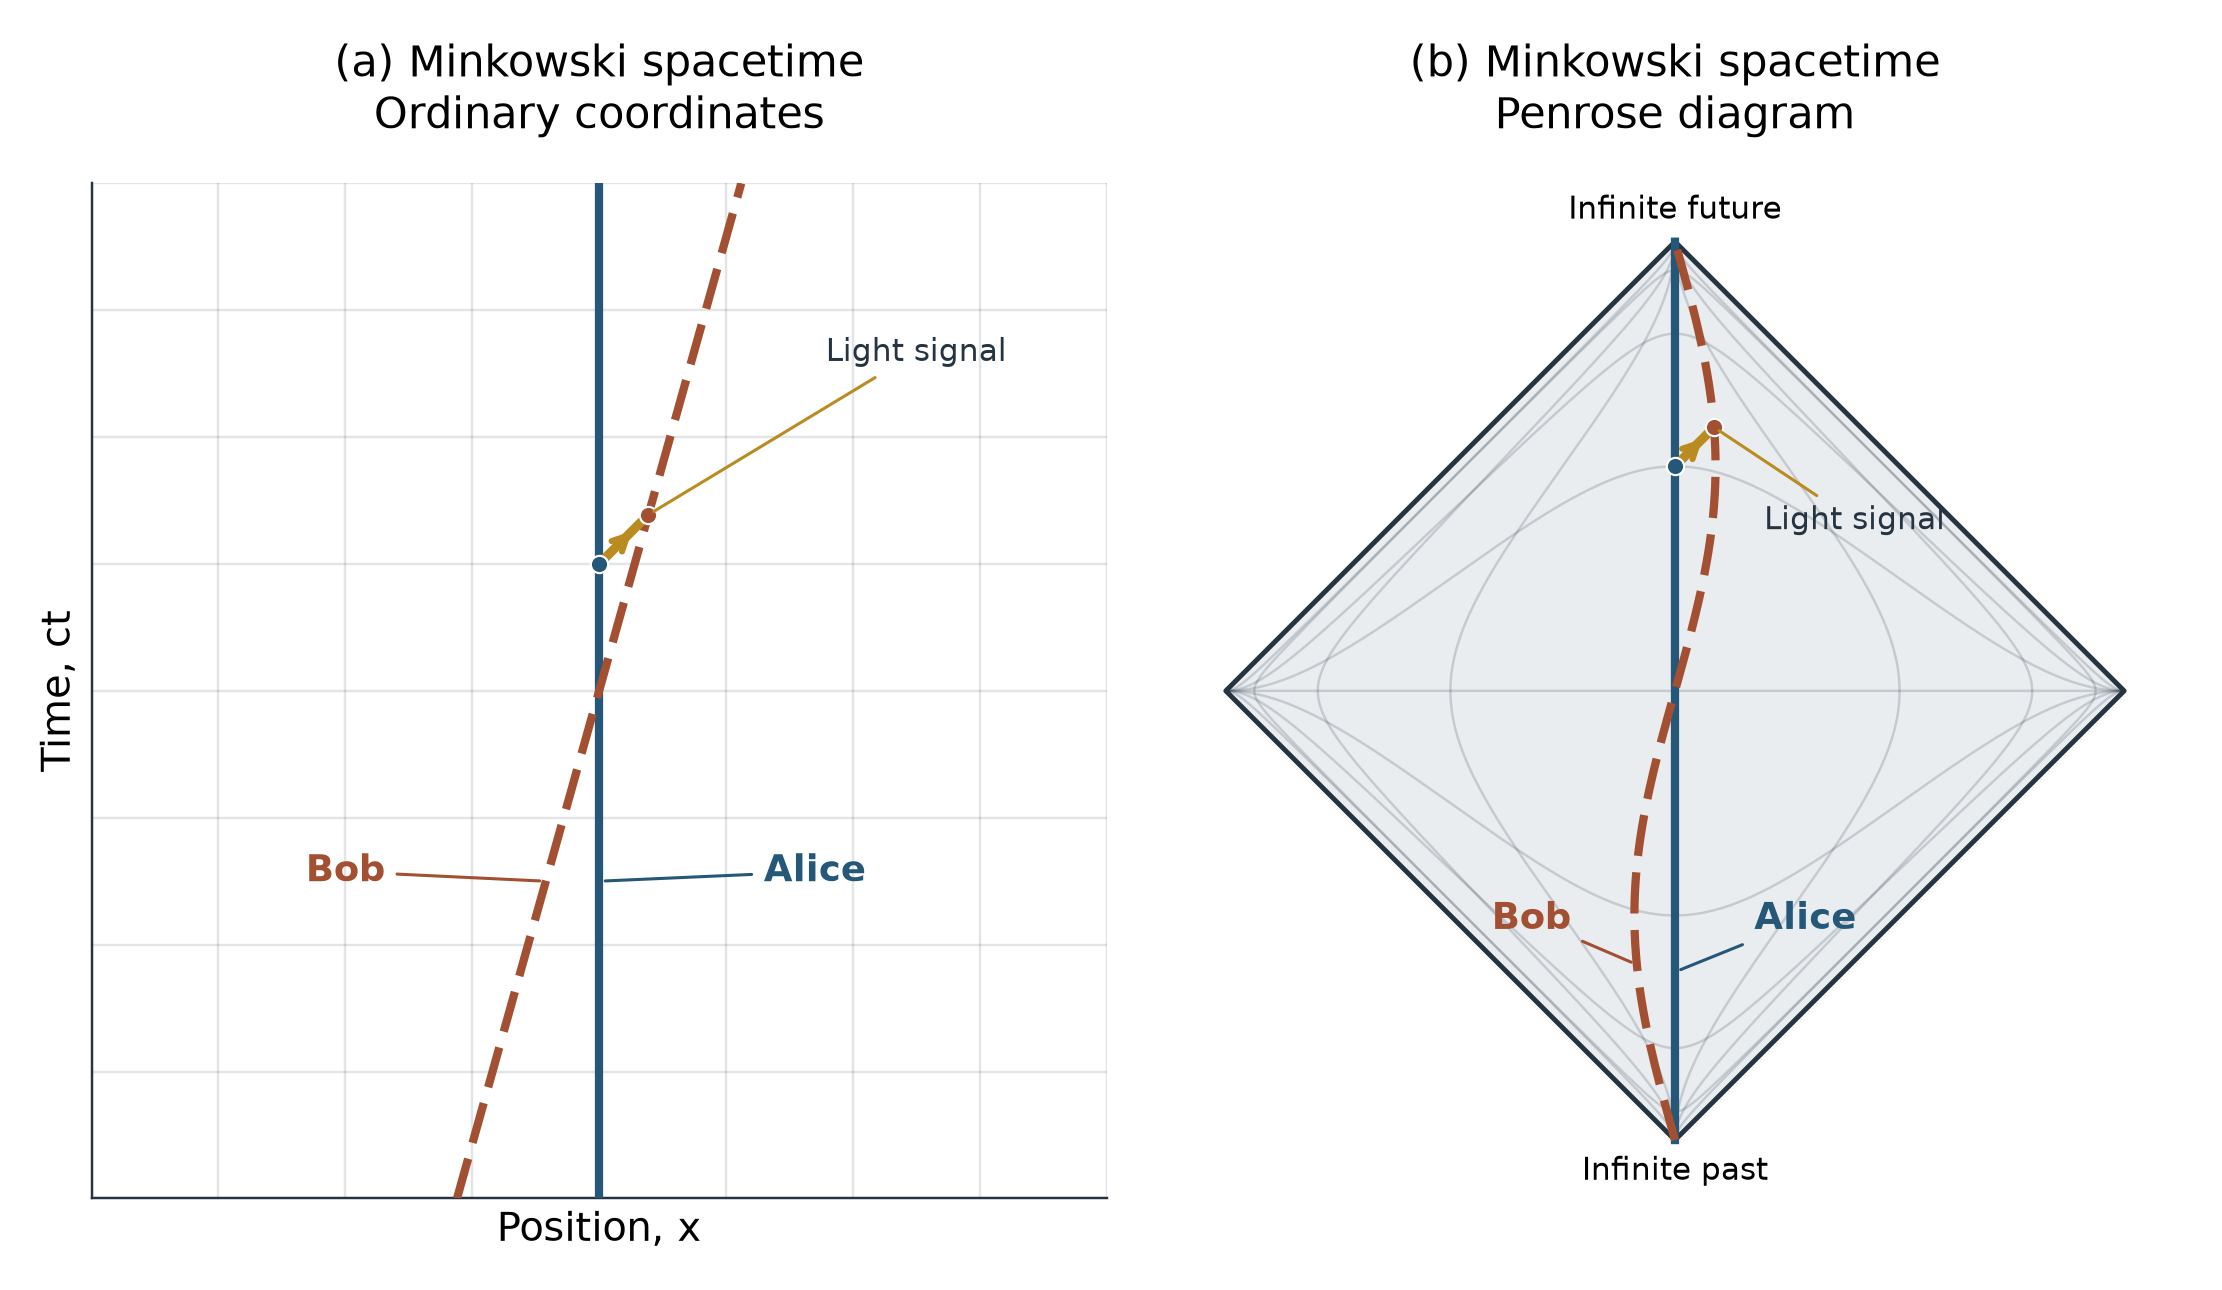 (a) Minkowski spacetime
Ordinary coordinates
Light signal
Bob
Alice
Time, ct
Position, x
(b) Minkowski spacetime
Penrose diagram
Infinite future
Light signal
Bob
Alice
Infinite past